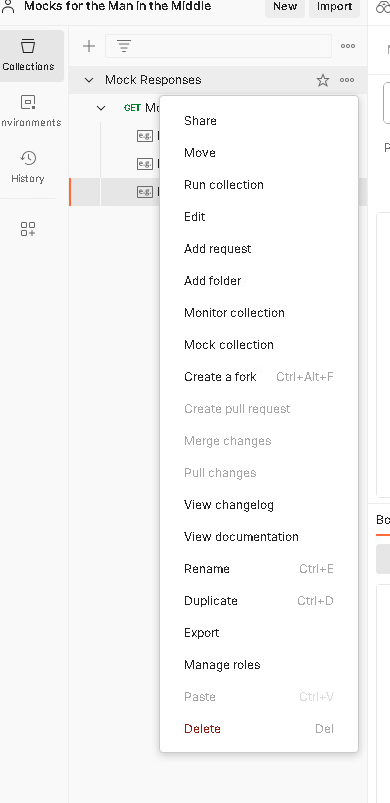 Mocks for the Man in the Middle
New Import
Collections
nvironments
History
Mock Responses
GET Mo
e.g.
e.g.
e.g.
Share
Move
Run collection
Edit
Add request
Add folder
Monitor collection
Mock collection
Create a fork Ctrl+Alt+F
Create pull request
Merge changes
Pull changes
View changelog
View documentation
Rename Ctrl+E
Duplicate Ctrl+D
Export
Manage roles
Paste Ctrl+V
Delete Del
Bo